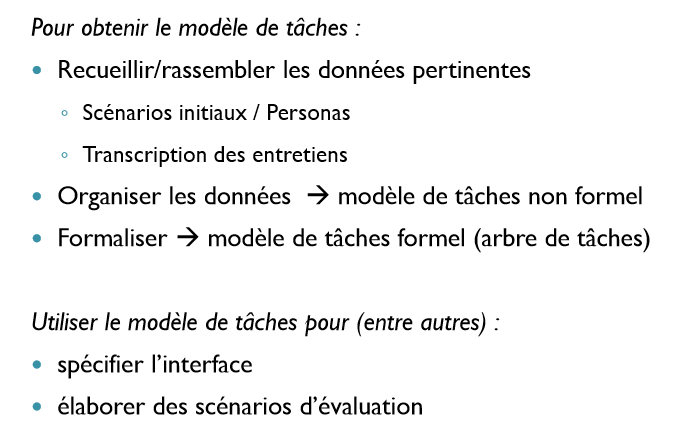 Pour obtenir le modèle de tâches :
• Recueillir/rassembler les données pertinentes
◦ Scénarios initiaux / Personas
◦ Transcription des entretiens
• Organiser les données → modèle de tâches non formel
• Formaliser → modèle de tâches formel (arbre de tâches)
Utiliser le modèle de tâches pour (entre autres) :
• spécifier l’interface
• élaborer des scénarios d’évaluation